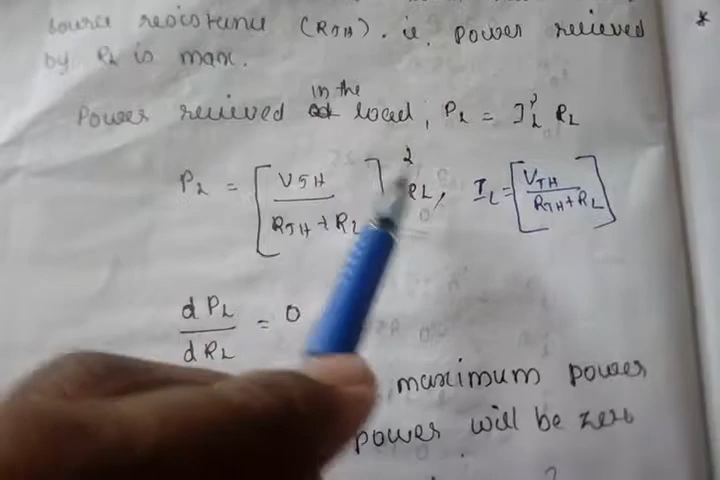 source resistance (RTH). ie. power recieved *
by RL is max.
Power recieved in the load, PL = IL² RL
PL = [VTH / RTH + RL]² RL, IL = [VTH / RTH + RL]
dPL / dRL = 0
maximum power
power will be zero